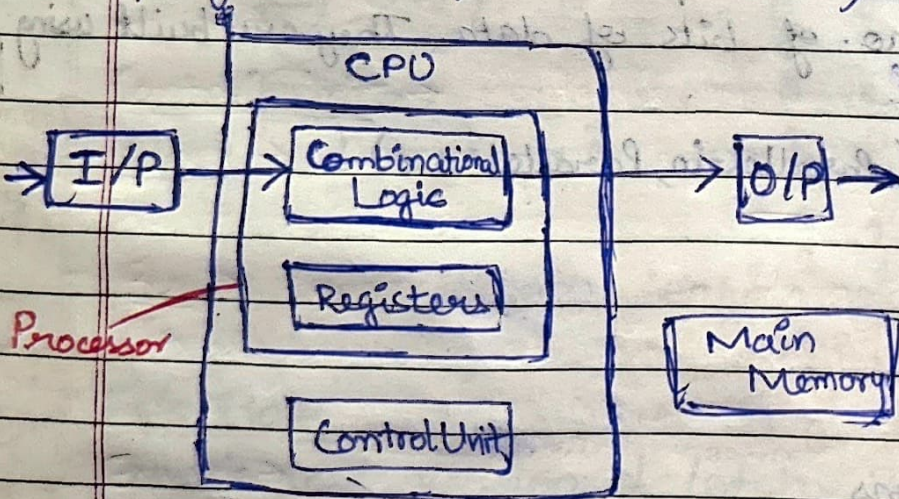 CPU
I/P
Combinational
Logic
O/P
Registers
Processor
Main
Memory
Control Unit